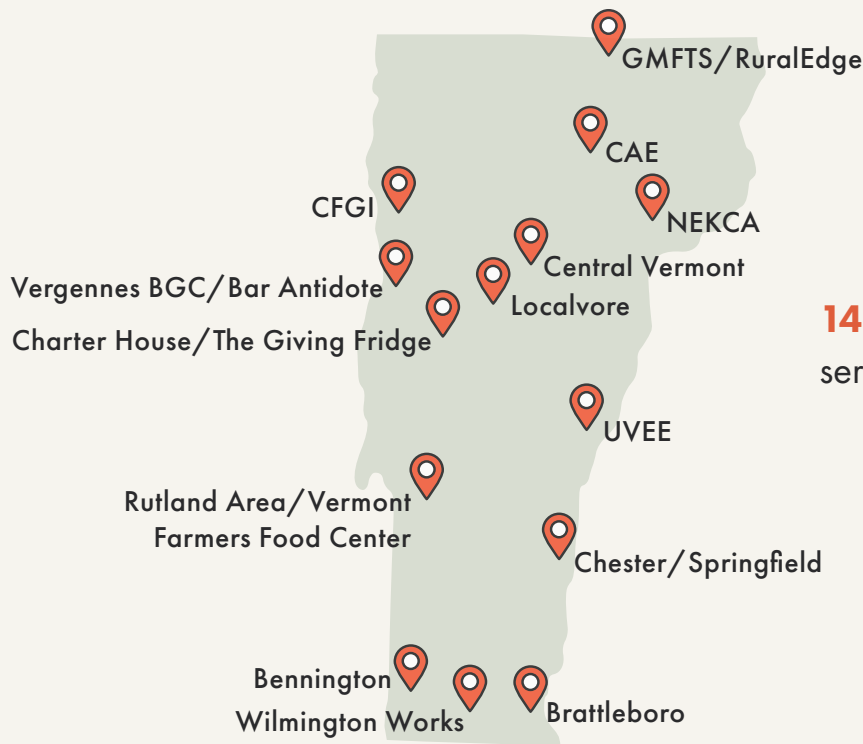 GMFTS/RuralEdge
CAE
CFGI
NEKCA
Central Vermont
Vergennes BGC/Bar Antidote
Localvore
14
Charter House/The Giving Fridge
ser
UVEE
Rutland Area/Vermont
Farmers Food Center
Chester/Springfield
Bennington
Brattleboro
Wilmington Works